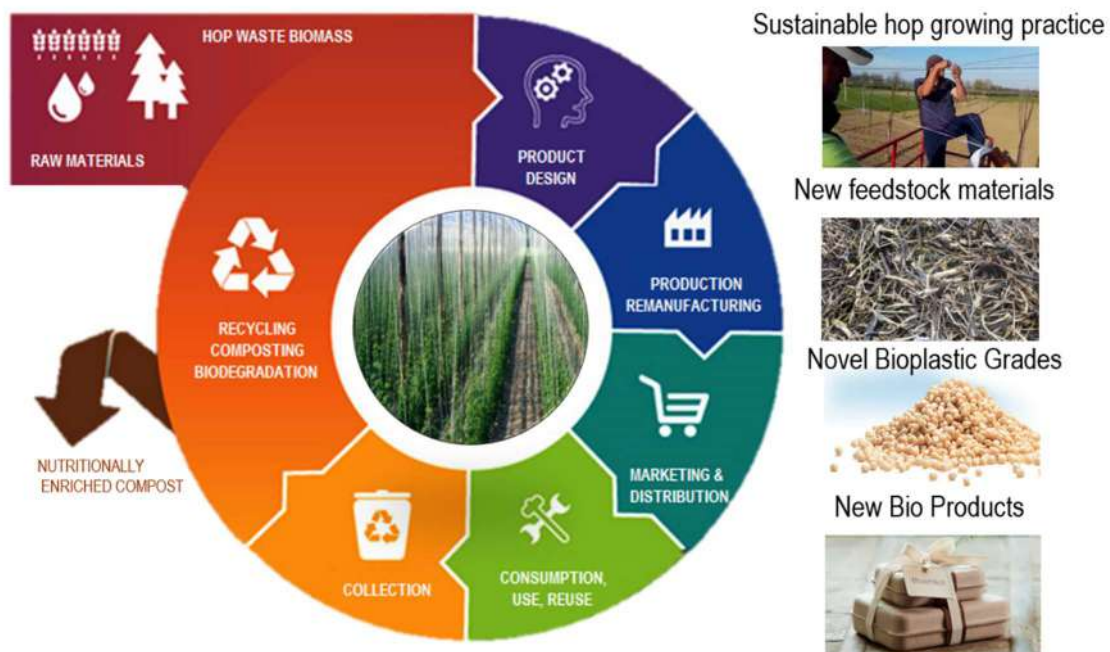 HOP WASTE BIOMASS
RAW MATERIALS
PRODUCT
DESIGN
PRODUCTION
REMANUFACTURING
MARKETING &
DISTRIBUTION
CONSUMPTION,
USE, REUSE
COLLECTION
RECYCLING
COMPOSTING
BIODEGRADATION
NUTRITIONALLY
ENRICHED COMPOST
Sustainable hop growing practice
New feedstock materials
Novel Bioplastic Grades
New Bio Products